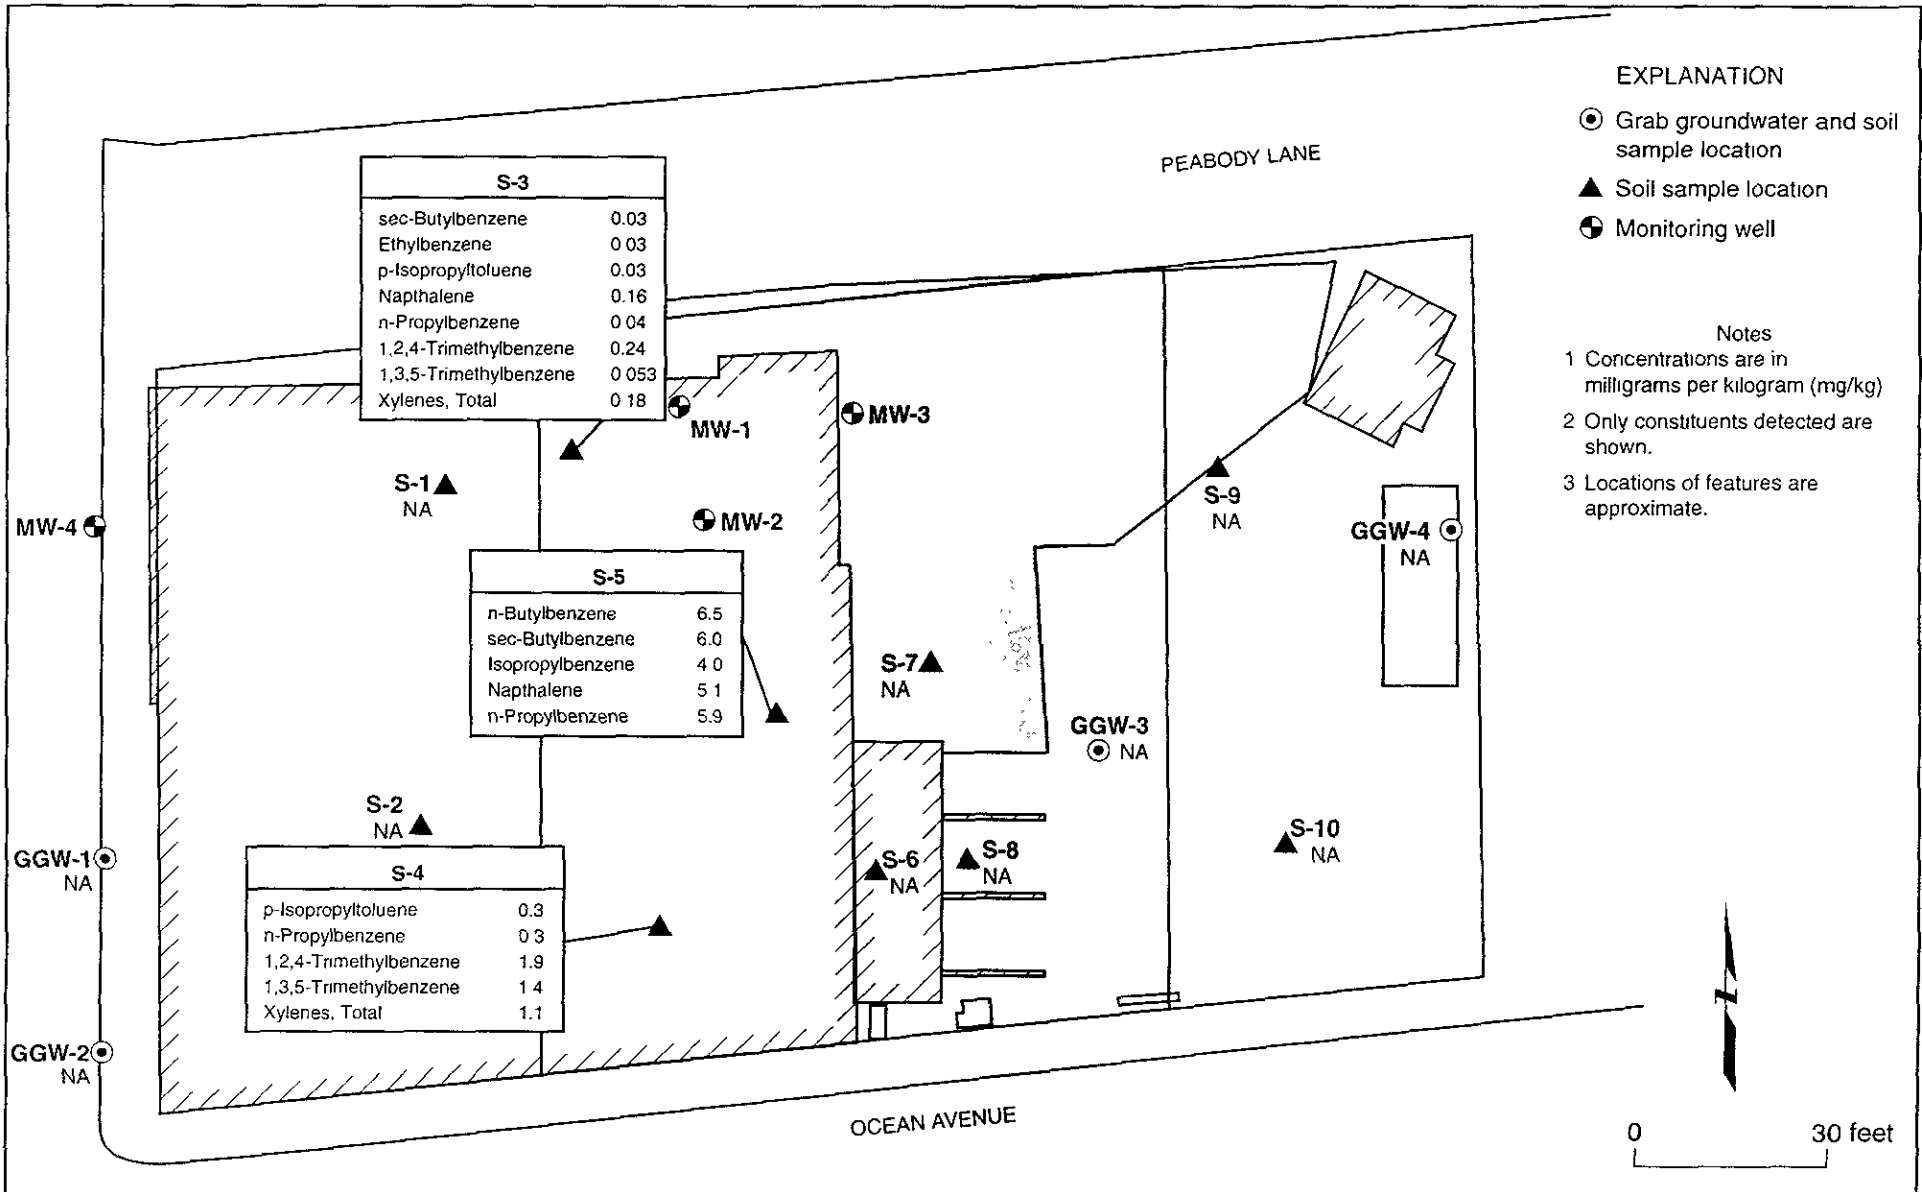 EXPLANATION
Grab groundwater and soil
sample location
Soil sample location
Monitoring well
Notes
1 Concentrations are in
milligrams per kilogram (mg/kg)
2 Only constituents detected are
shown.
3 Locations of features are
approximate.
PEABODY LANE
S-3
sec-Butylbenzene 0.03
Ethylbenzene 0 03
p-Isopropyltoluene 0.03
Napthalene 0.16
n-Propylbenzene 0 04
1,2,4-Trimethylbenzene 0.24
1,3,5-Trimethylbenzene 0 053
Xylenes, Total 0 18
MW-1
MW-3
S-1
NA
MW-4
MW-2
S-9
NA
GGW-4
NA
S-5
n-Butylbenzene 6.5
sec-Butylbenzene 6.0
Isopropylbenzene 4 0
Napthalene 5 1
n-Propylbenzene 5.9
S-7
NA
GGW-3
NA
S-2
NA
GGW-1
NA
S-4
p-Isopropyltoluene 0.3
n-Propylbenzene 0 3
1,2,4-Trimethylbenzene 1.9
1,3,5-Trimethylbenzene 1 4
Xylenes, Total 1.1
S-6
NA
S-8
NA
S-10
NA
GGW-2
NA
OCEAN AVENUE
Z
0 30 feet